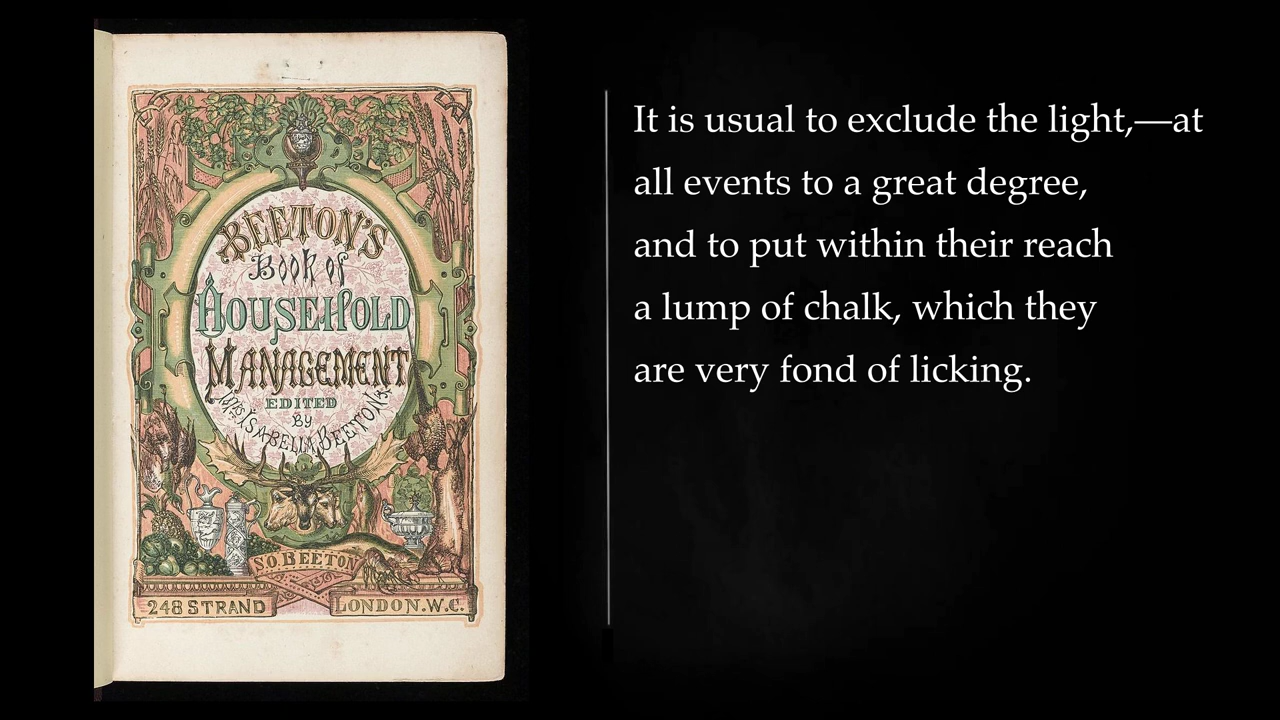 BEETON'S
Book of
HOUSEHOLD
MANAGEMENT
EDITED
BY
MRS ISABELLA BEETON
S.O. BEETON
248 STRAND
LONDON. W.C.
It is usual to exclude the light,—at
all events to a great degree,
and to put within their reach
a lump of chalk, which they
are very fond of licking.